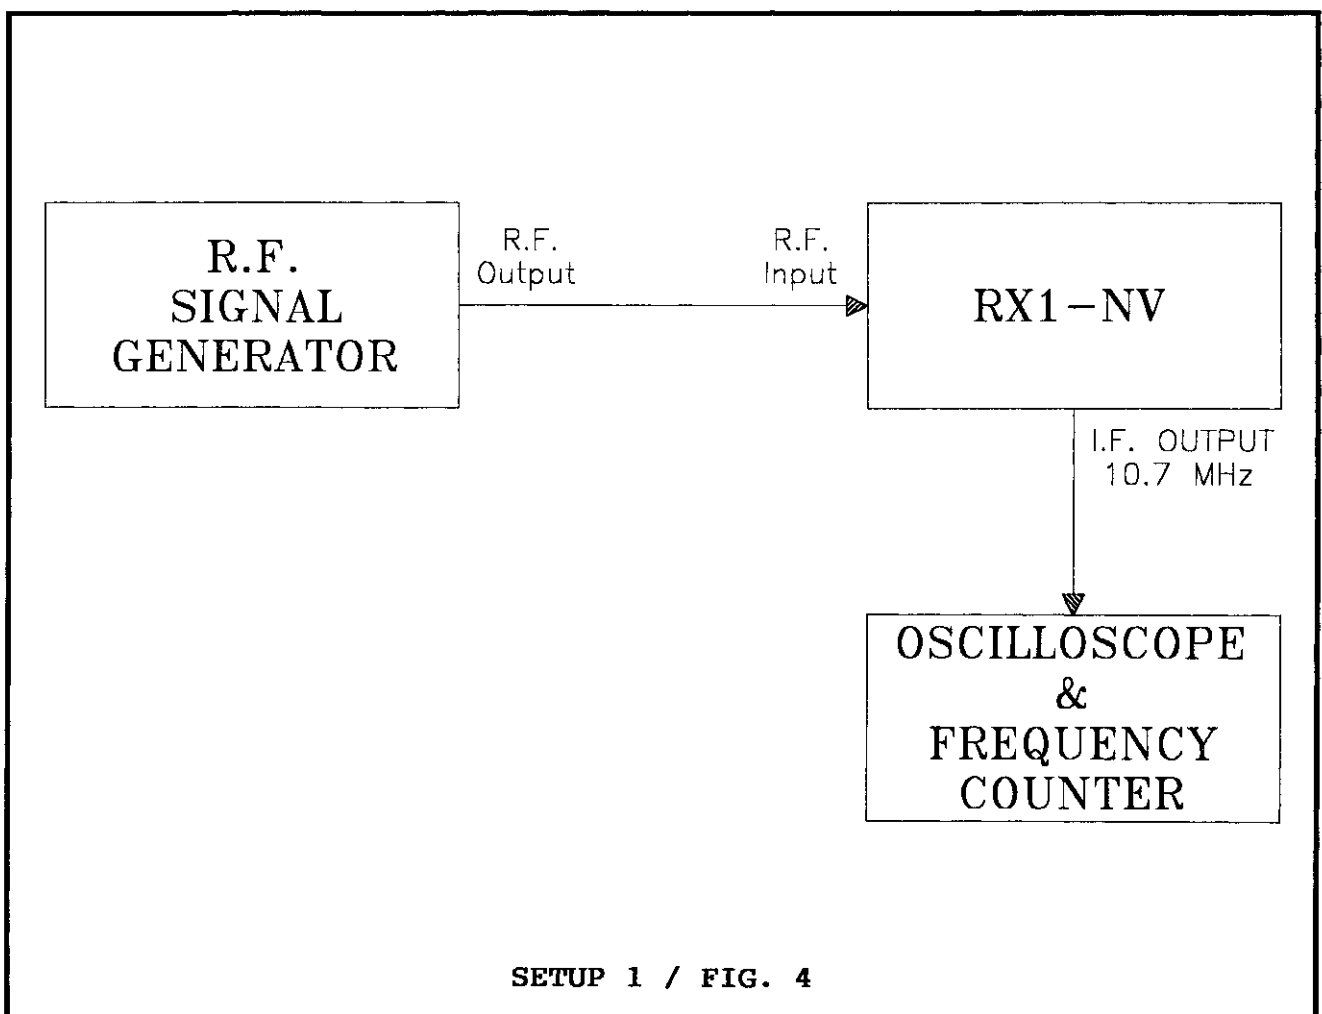 R.F.
SIGNAL
GENERATOR
R.F.
Output
R.F.
Input
RX1-NV
I.F. OUTPUT
10.7 MHz
OSCILLOSCOPE
&
FREQUENCY
COUNTER
SETUP 1 / FIG. 4